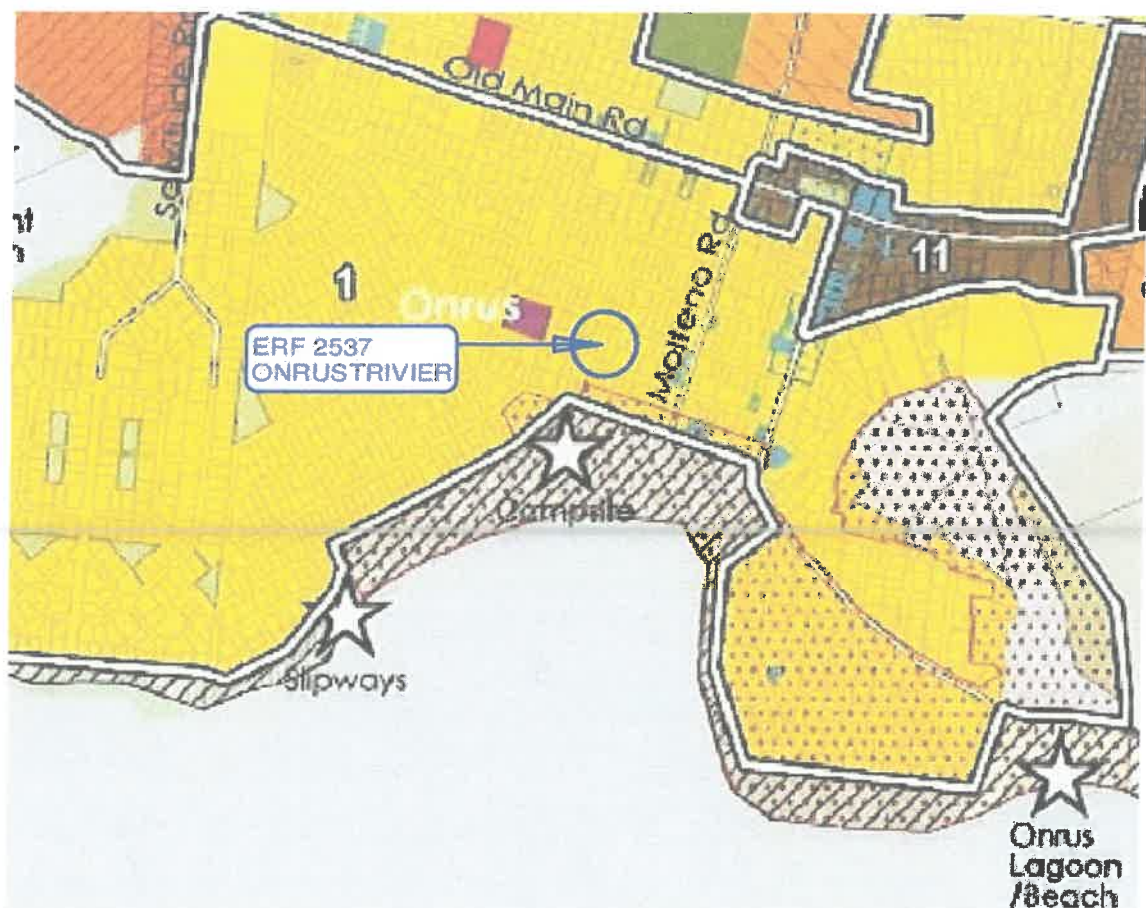 Old Main Rd
1
Onrus
ERF 2537
ONRUSTRIVIER
Molteno Rd
11
Campsite
Slipways
Onrus
Lagoon
/Beach